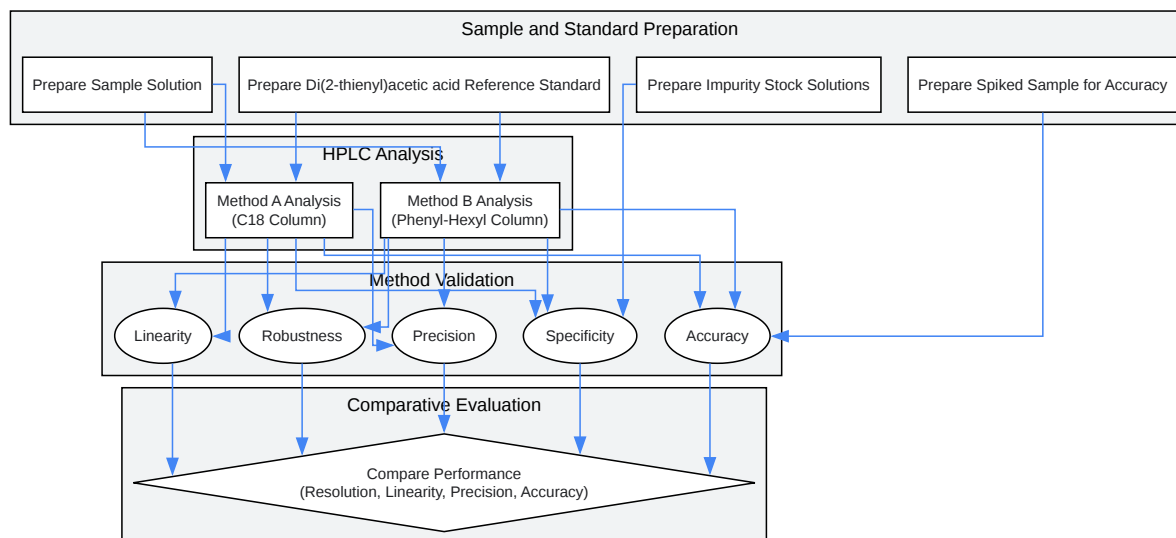 Sample and Standard Preparation
Prepare Sample Solution
Prepare Di(2-thienyl)acetic acid Reference Standard
Prepare Impurity Stock Solutions
Prepare Spiked Sample for Accuracy
HPLC Analysis
Method A Analysis
(C18 Column)
Method B Analysis
(Phenyl-Hexyl Column)
Method Validation
Linearity
Robustness
Precision
Specificity
Accuracy
Comparative Evaluation
Compare Performance
(Resolution, Linearity, Precision, Accuracy)